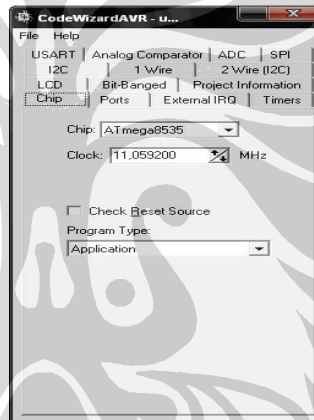 CodeWizardAVR - u...
File Help
USART Analog Comparator ADC SPI
I2C 1 Wire 2 Wire (I2C)
LCD Bit-Banged Project Information
Chip Ports External IRQ Timers
Chip: ATmega8535
Clock: 11,059200 MHz
Check Reset Source
Program Type:
Application